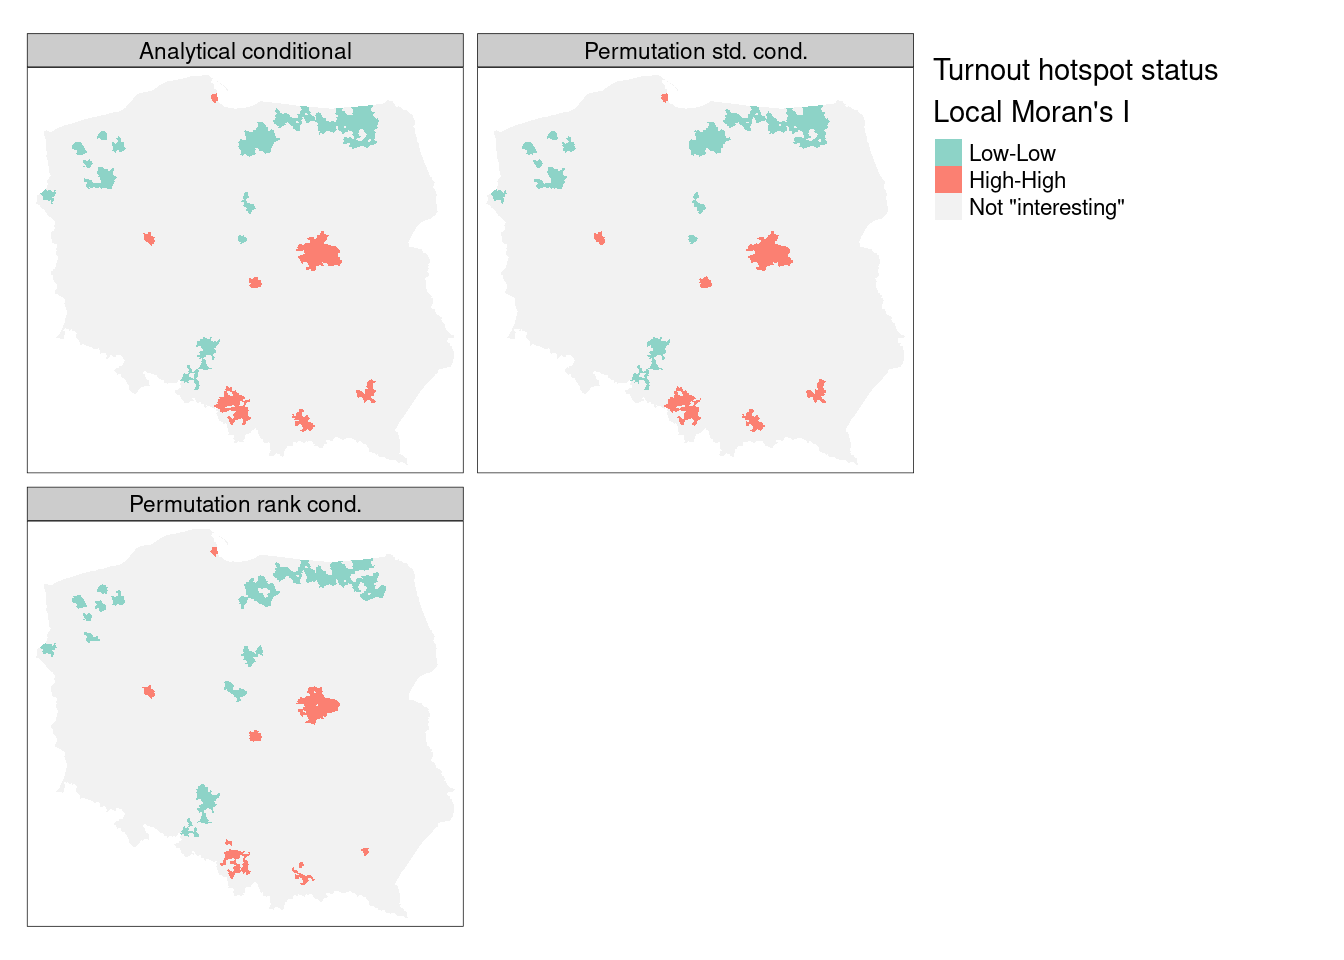 Analytical conditional
Permutation std. cond.
Turnout hotspot status
Local Moran's I
Low-Low
High-High
Not "interesting"
Permutation rank cond.